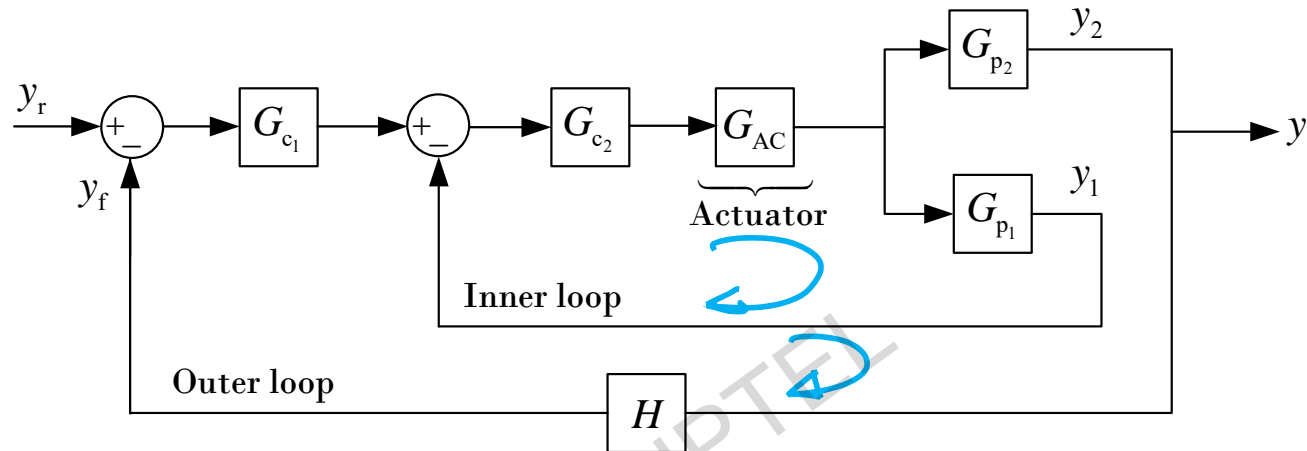 y_r
+
−
G_c1
+
−
G_c2
G_AC
G_p2
y_2
y
y_f
Actuator
G_p1
y_1
Inner loop
Outer loop
H